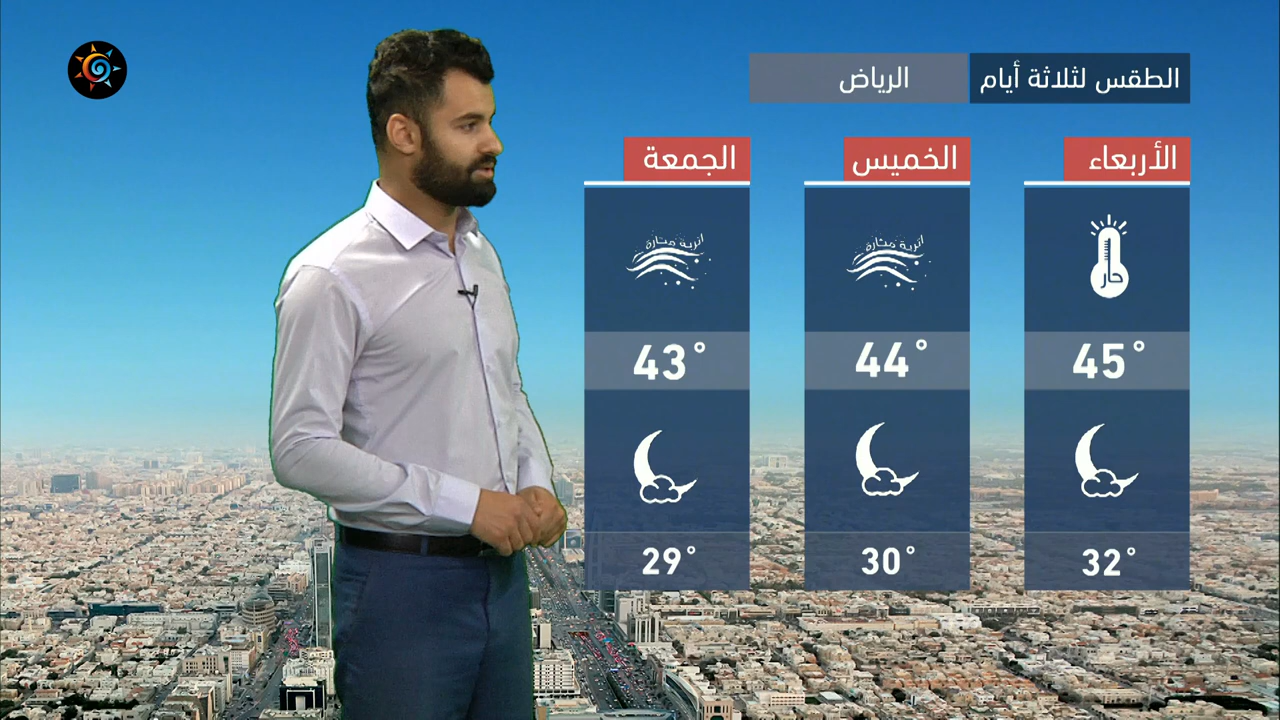 الطقس لثلاثة أيام
الرياض
الأربعاء
الخميس
الجمعة
حار
أتربة مثارة
أتربة مثارة
45°
44°
43°
32°
30°
29°